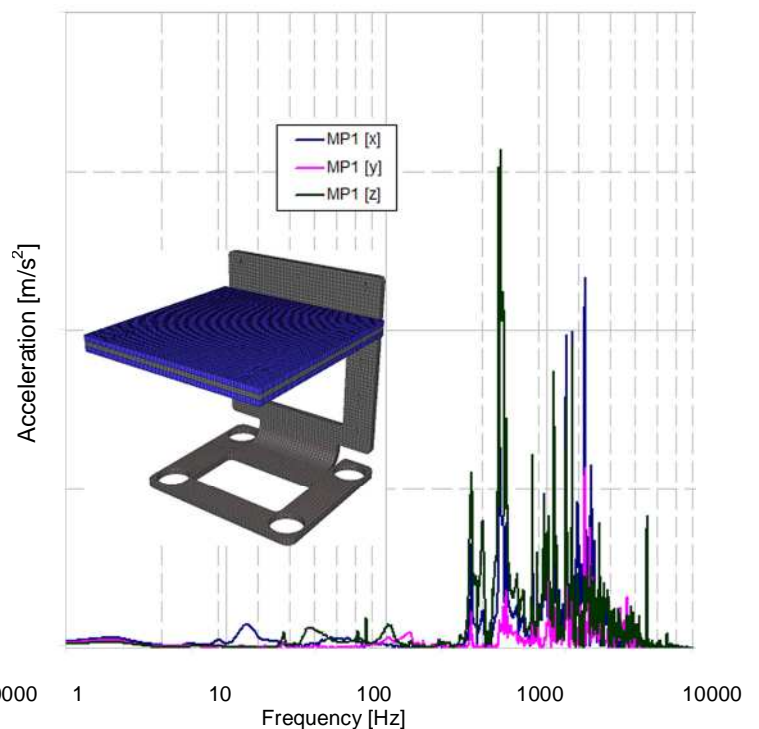 MP1 [x]
MP1 [y]
MP1 [z]
Acceleration [m/s²]
0000 1 10 100 1000 10000
Frequency [Hz]